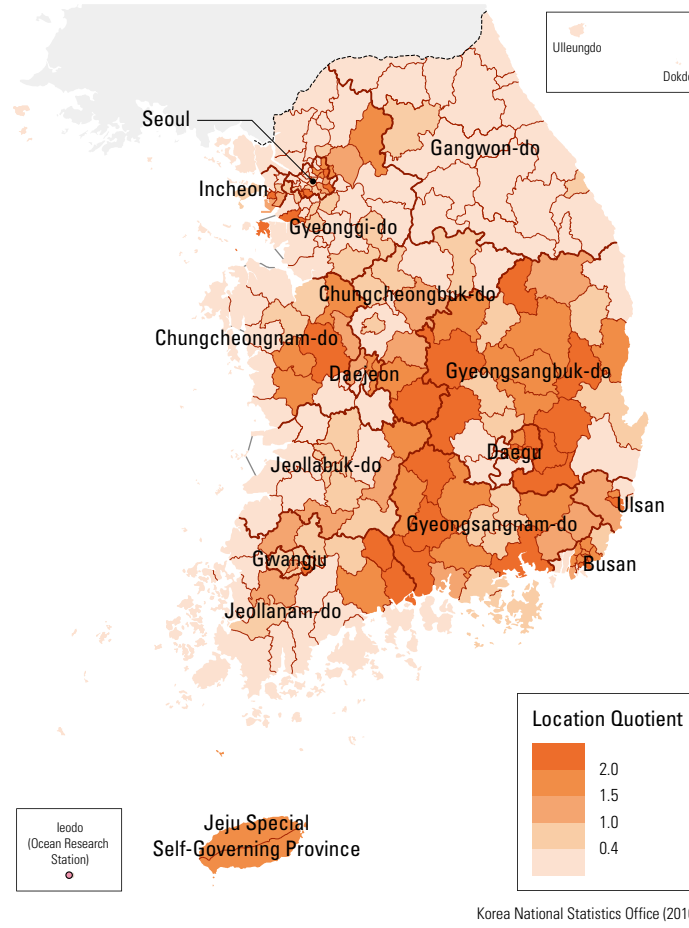 Ulleungdo
Seoul
Gangwon-do
Incheon
Gyeonggi-do
Chungcheongbuk-do
Chungcheongnam-do
Daejeon
Gyeongsangbuk-do
Jeollabuk-do
Daegu
Gyeongsangnam-do
Ulsan
Gwangju
Busan
Jeollanam-do
Location Quotient
2.0
1.5
1.0
0.4
Ieodo
(Ocean Research
Station)
Jeju Special
Self-Governing Province
Korea National Statistics Office